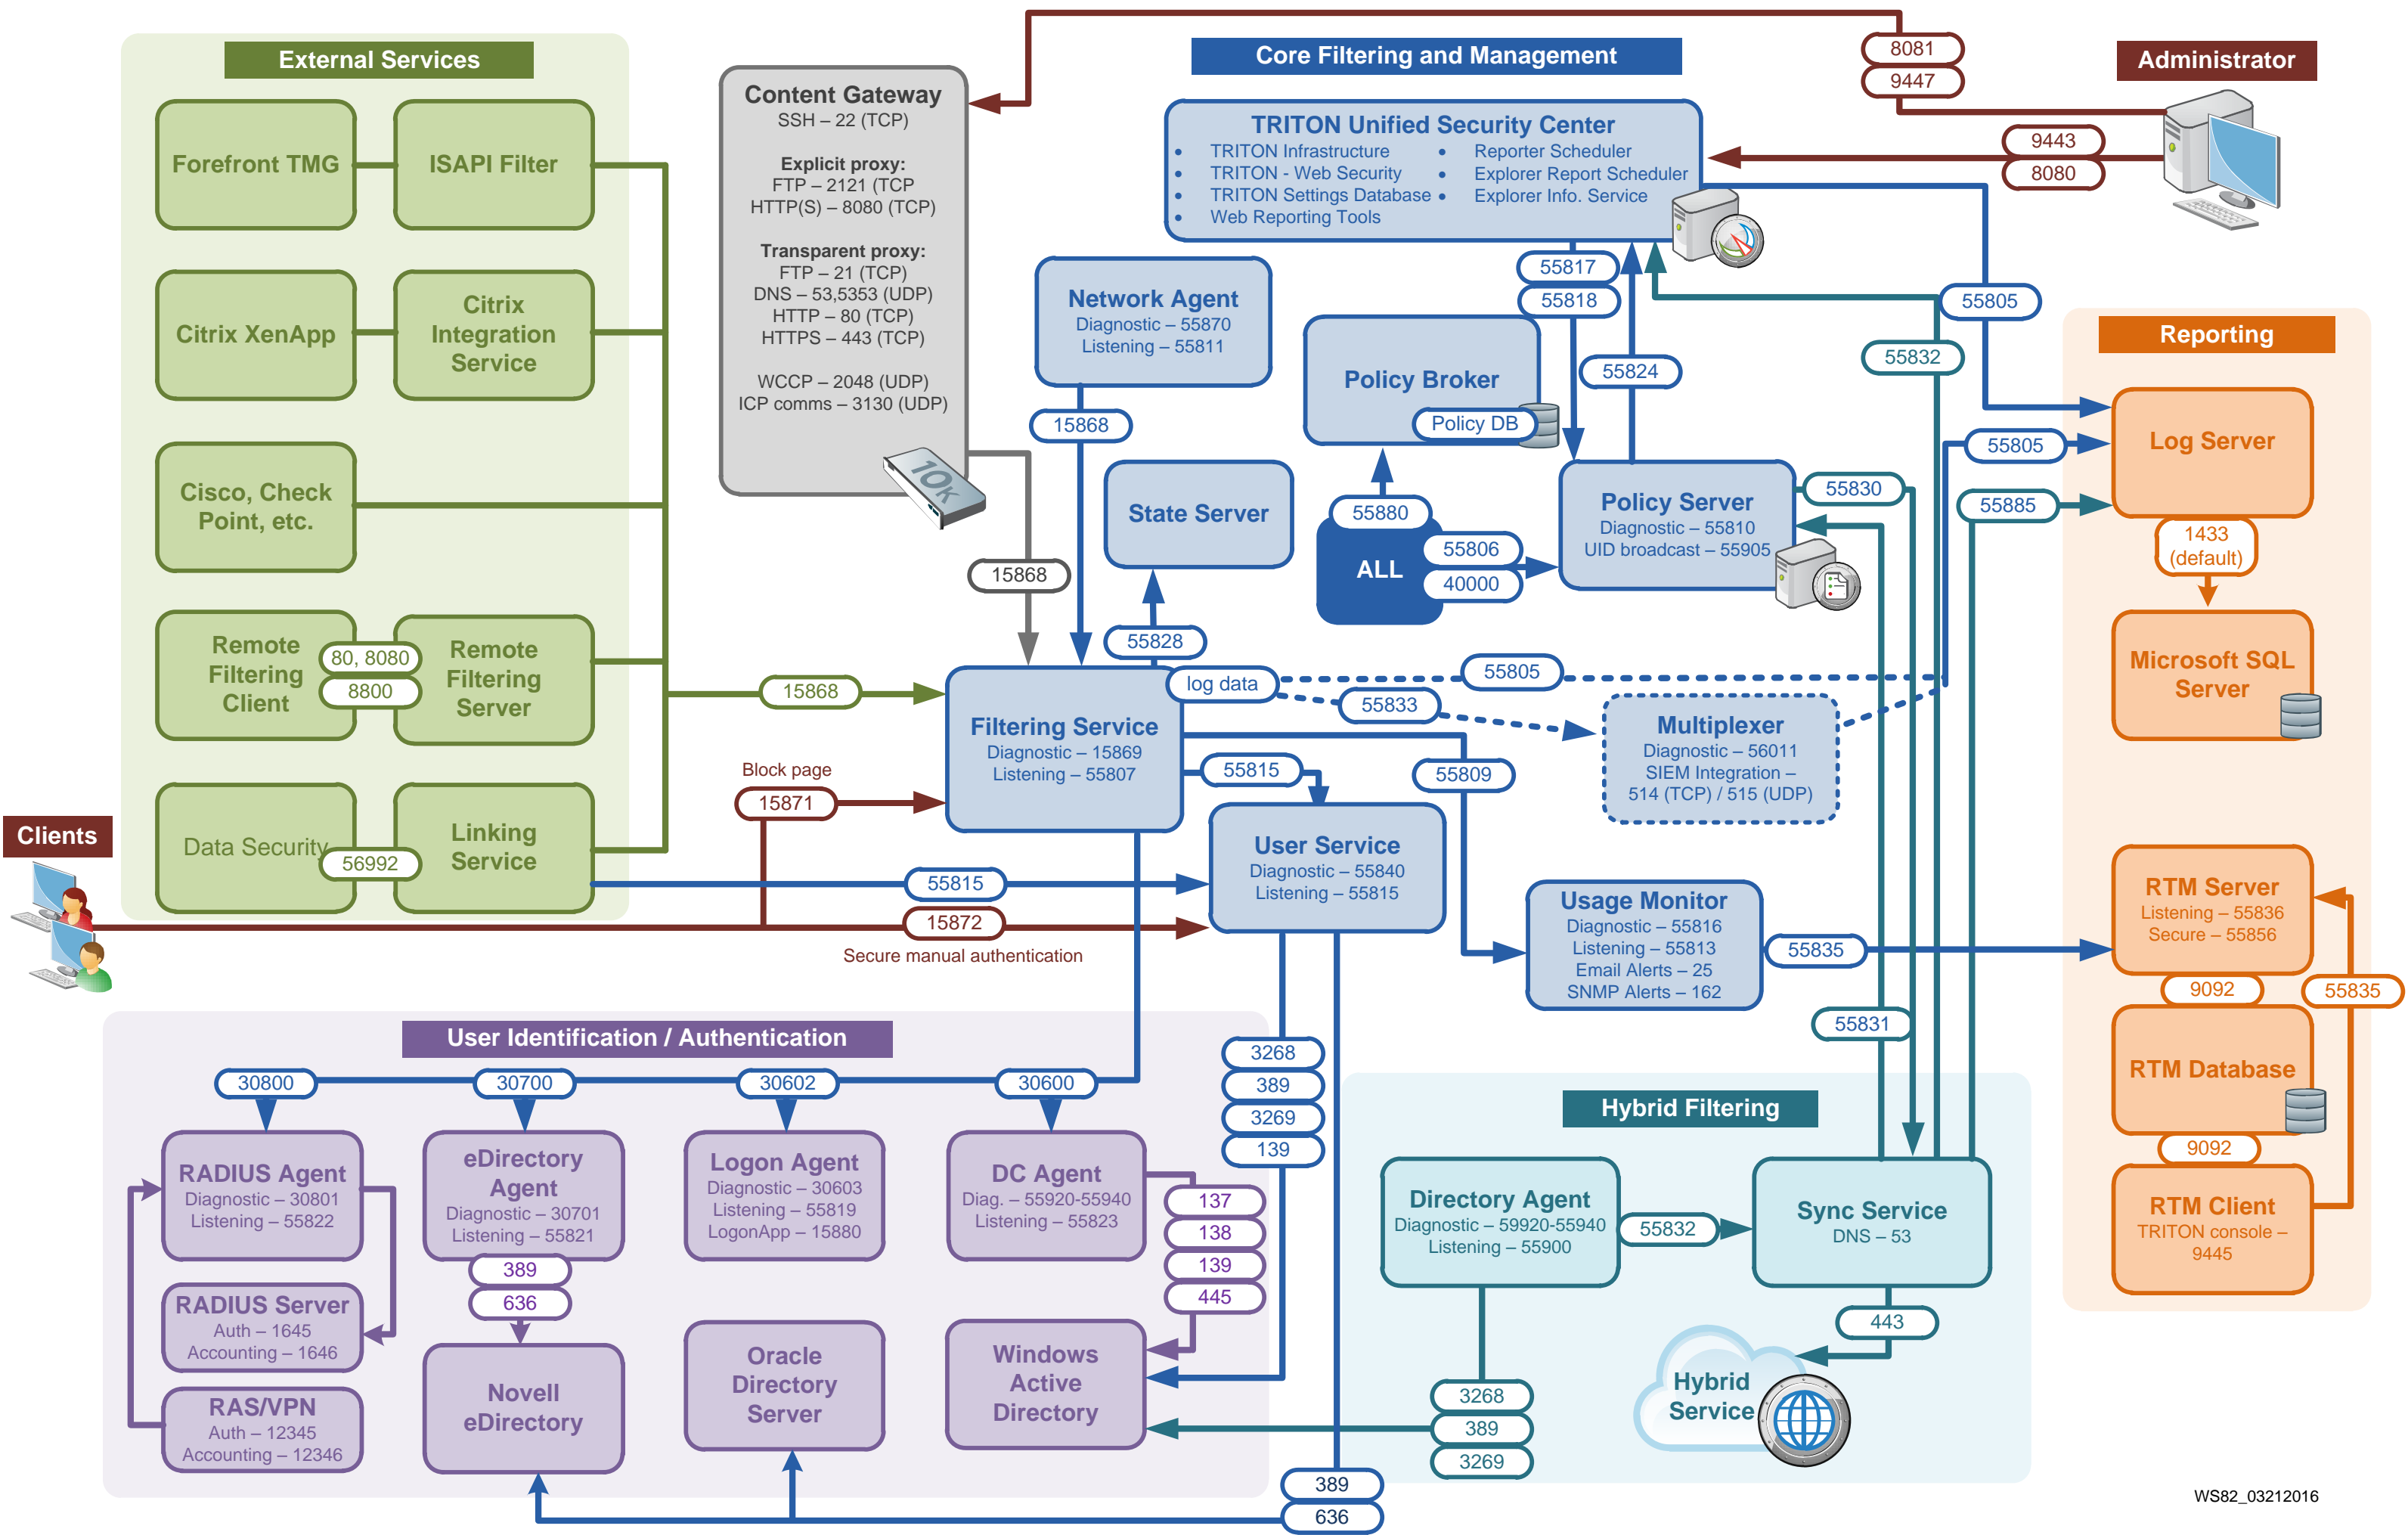 External Services
Forefront TMG
ISAPI Filter
Citrix XenApp
Citrix
Integration
Service
Cisco, Check
Point, etc.
Remote
Filtering
Client
80, 8080
8800
Remote
Filtering
Server
Data Security
56992
Linking
Service
15868
Clients
Block page
15871
55815
15872
Secure manual authentication
Content Gateway
SSH – 22 (TCP)
Explicit proxy:
FTP – 2121 (TCP
HTTP(S) – 8080 (TCP)
Transparent proxy:
FTP – 21 (TCP)
DNS – 53,5353 (UDP)
HTTP – 80 (TCP)
HTTPS – 443 (TCP)
WCCP – 2048 (UDP)
ICP comms – 3130 (UDP)
10K
15868
Core Filtering and Management
TRITON Unified Security Center
• TRITON Infrastructure
• TRITON - Web Security
• TRITON Settings Database
• Web Reporting Tools
• Reporter Scheduler
• Explorer Report Scheduler
• Explorer Info. Service
8081
9447
Administrator
9443
8080
Network Agent
Diagnostic – 55870
Listening – 55811
15868
55817
55818
55824
55805
55832
Policy Broker
Policy DB
State Server
55828
55880
ALL
55806
40000
Policy Server
Diagnostic – 55810
UID broadcast – 55905
55830
55805
55885
Filtering Service
Diagnostic – 15869
Listening – 55807
log data
55805
55833
Multiplexer
Diagnostic – 56011
SIEM Integration –
514 (TCP) / 515 (UDP)
55815
55809
User Service
Diagnostic – 55840
Listening – 55815
Usage Monitor
Diagnostic – 55816
Listening – 55813
Email Alerts – 25
SNMP Alerts – 162
55835
55831
Reporting
Log Server
1433
(default)
Microsoft SQL
Server
RTM Server
Listening – 55836
Secure – 55856
9092
55835
RTM Database
9092
RTM Client
TRITON console –
9445
User Identification / Authentication
30800
30700
30602
30600
RADIUS Agent
Diagnostic – 30801
Listening – 55822
RADIUS Server
Auth – 1645
Accounting – 1646
RAS/VPN
Auth – 12345
Accounting – 12346
eDirectory
Agent
Diagnostic – 30701
Listening – 55821
389
636
Novell
eDirectory
Logon Agent
Diagnostic – 30603
Listening – 55819
LogonApp – 15880
Oracle
Directory
Server
DC Agent
Diag. – 55920-55940
Listening – 55823
137
138
139
445
Windows
Active
Directory
3268
389
3269
139
389
636
Hybrid Filtering
Directory Agent
Diagnostic – 59920-55940
Listening – 55900
55832
Sync Service
DNS – 53
443
Hybrid
Service
3268
389
3269
WS82_03212016